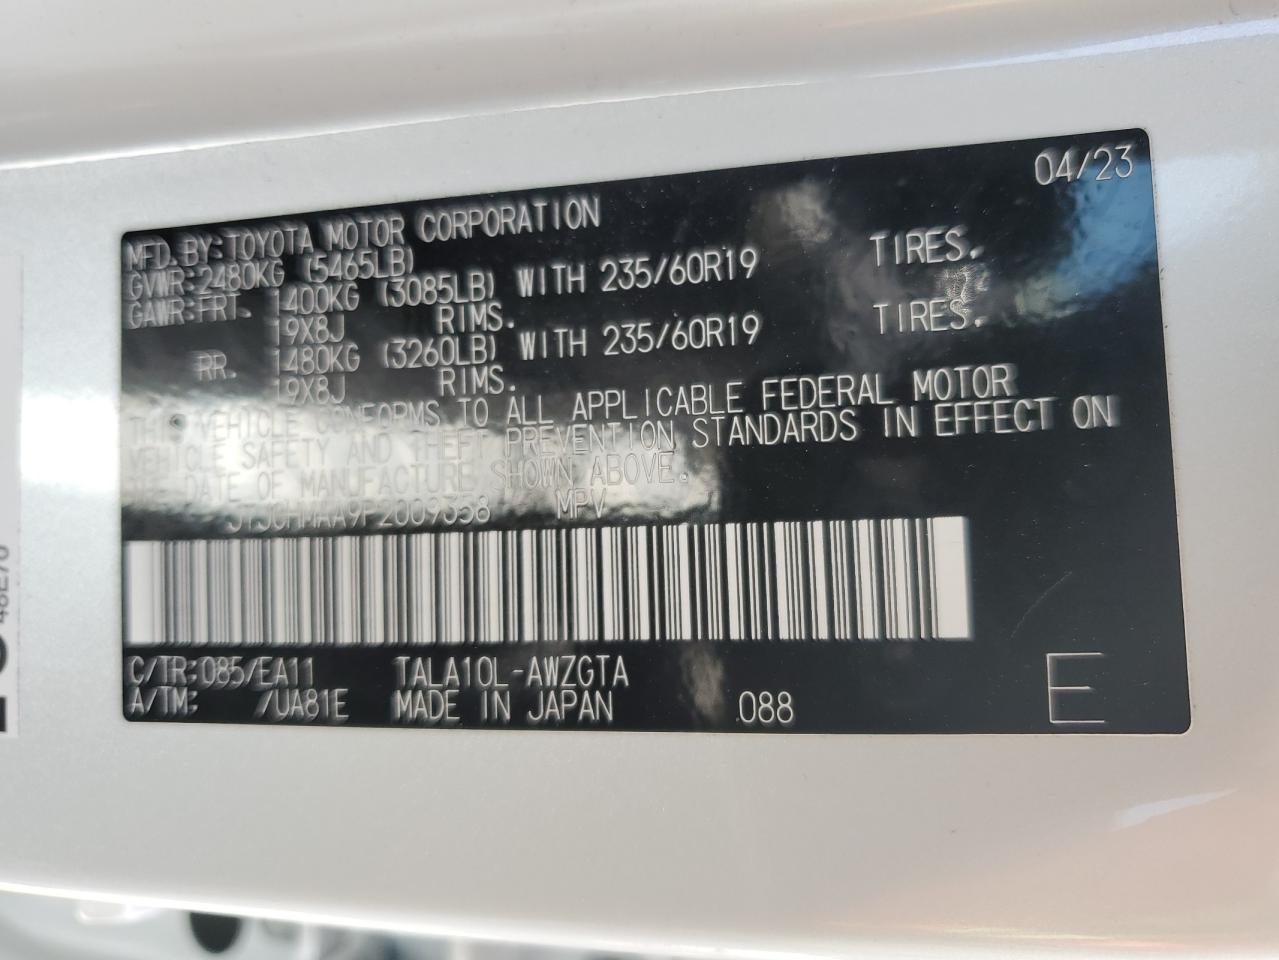 04/23
MFD.BY:TOYOTA MOTOR CORPORATION
GVWR:2480KG (5465LB)
GAWR:FRT. 1400KG (3085LB) WITH 235/60R19 TIRES.
19X8J RIMS.
RR. 1480KG (3260LB) WITH 235/60R19 TIRES.
19X8J RIMS.
THIS VEHICLE CONFORMS TO ALL APPLICABLE FEDERAL MOTOR
VEHICLE SAFETY AND THEFT PREVENTION STANDARDS IN EFFECT ON
THE DATE OF MANUFACTURE SHOWN ABOVE.
MPV
C/TR:085/EA11 TALA10L-AWZGTA
A/TM: /UA81E MADE IN JAPAN 088
E
48E70